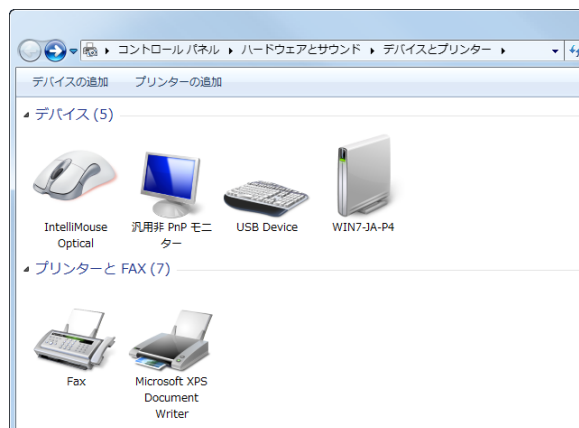 コントロール パネル ▸ ハードウェアとサウンド ▸ デバイスとプリンター ▸
デバイスの追加 プリンターの追加
デバイス (5)
IntelliMouse
Optical
汎用非 PnP モニ
ター
USB Device
WIN7-JA-P4
プリンターと FAX (7)
Fax
Microsoft XPS
Document
Writer